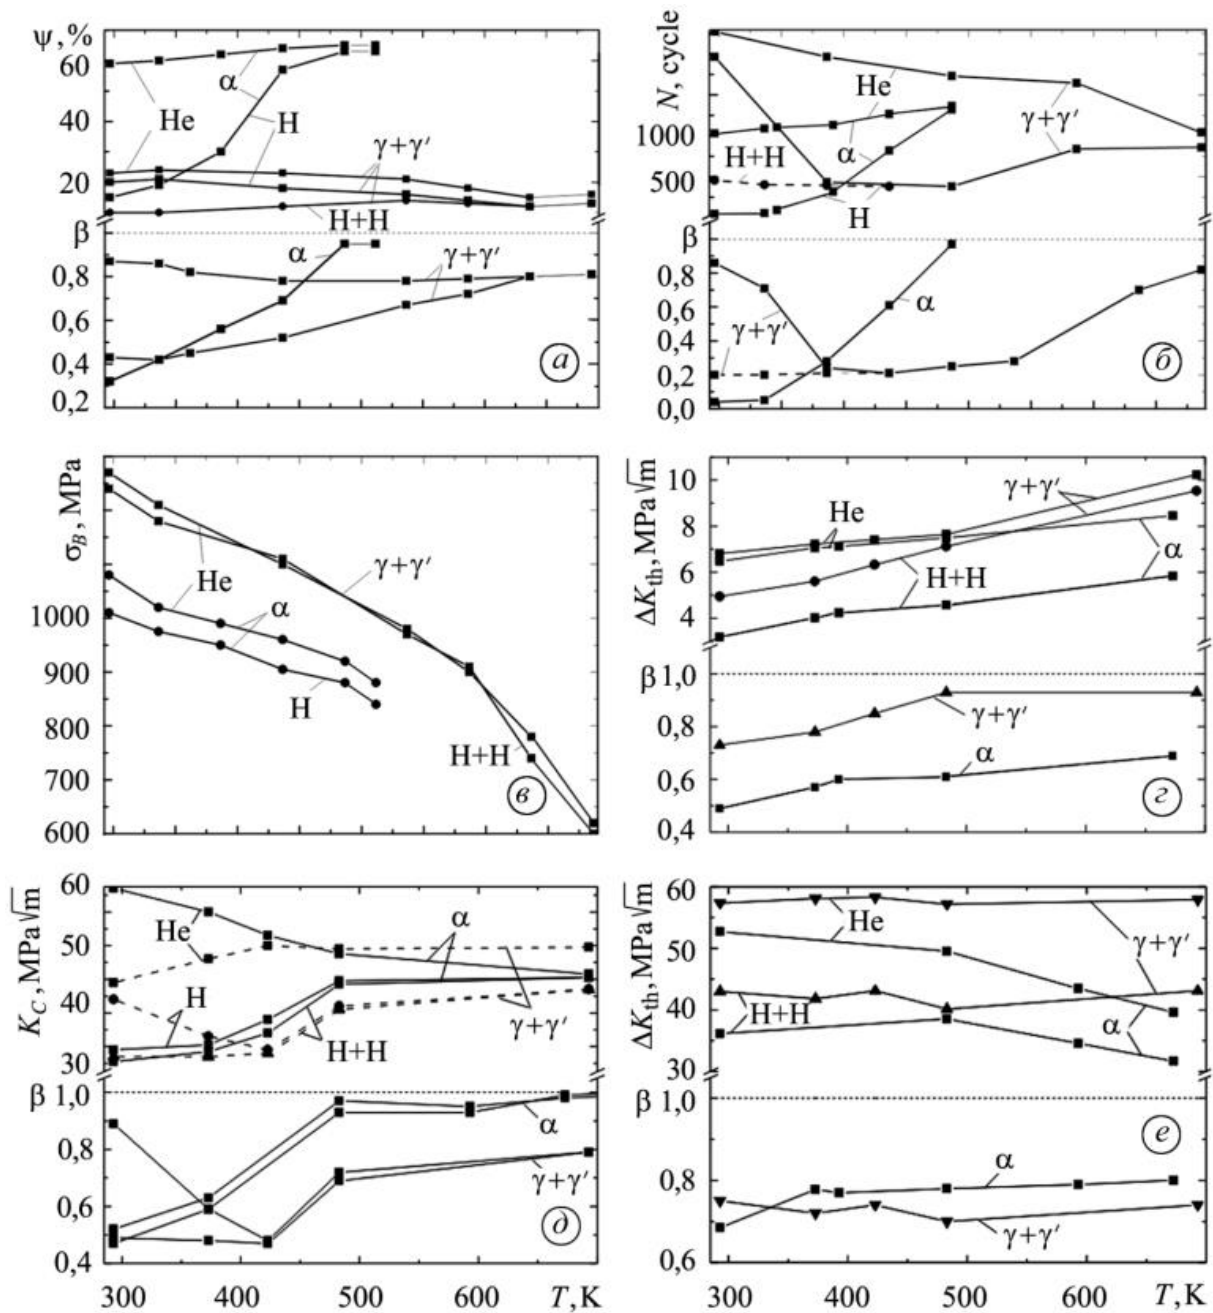 ψ, %
60
40
20
He
He
α
H
γ+γ′
H+H
β
0,8
0,6
0,4
0,2
α
γ+γ′
а
N, cycle
1000
500
He
γ+γ′
H+H
α
H
β
0,8
0,6
0,4
0,2
0,0
γ+γ′
α
б
σB, MPa
1000
900
800
700
600
He
γ+γ′
α
H
H+H
в
ΔKth, MPa√m
10
8
6
4
γ+γ′
He
α
H+H
β 1,0
0,8
0,6
0,4
γ+γ′
α
г
KC, MPa√m
60
50
40
30
He
α
H
γ+γ′
H+H
β 1,0
0,8
0,6
0,4
α
γ+γ′
д
300 400 500 600 T, K
ΔKth, MPa√m
60
50
40
30
He
γ+γ′
H+H
α
β 1,0
0,8
0,6
α
γ+γ′
е
300 400 500 600 T, K